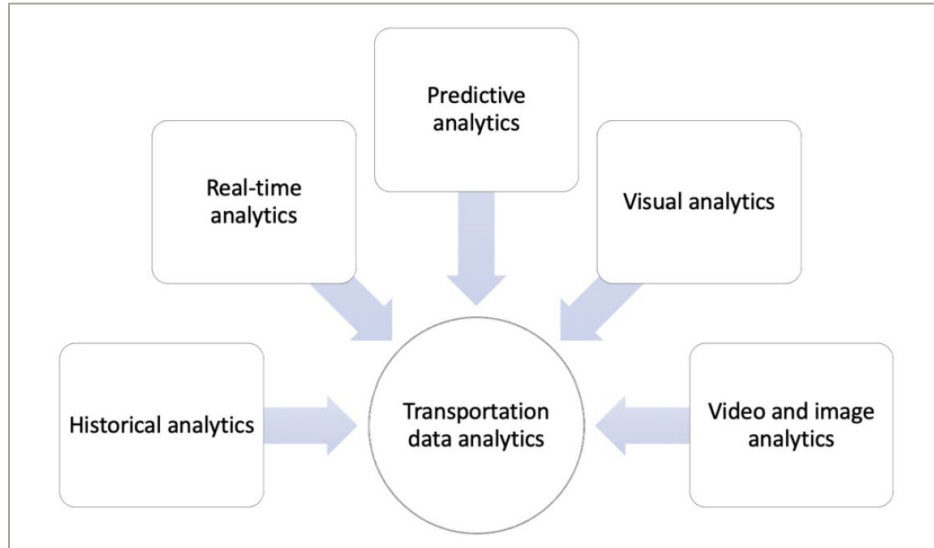 Predictive
analytics
Real-time
analytics
Visual analytics
Historical analytics
Transportation
data analytics
Video and image
analytics